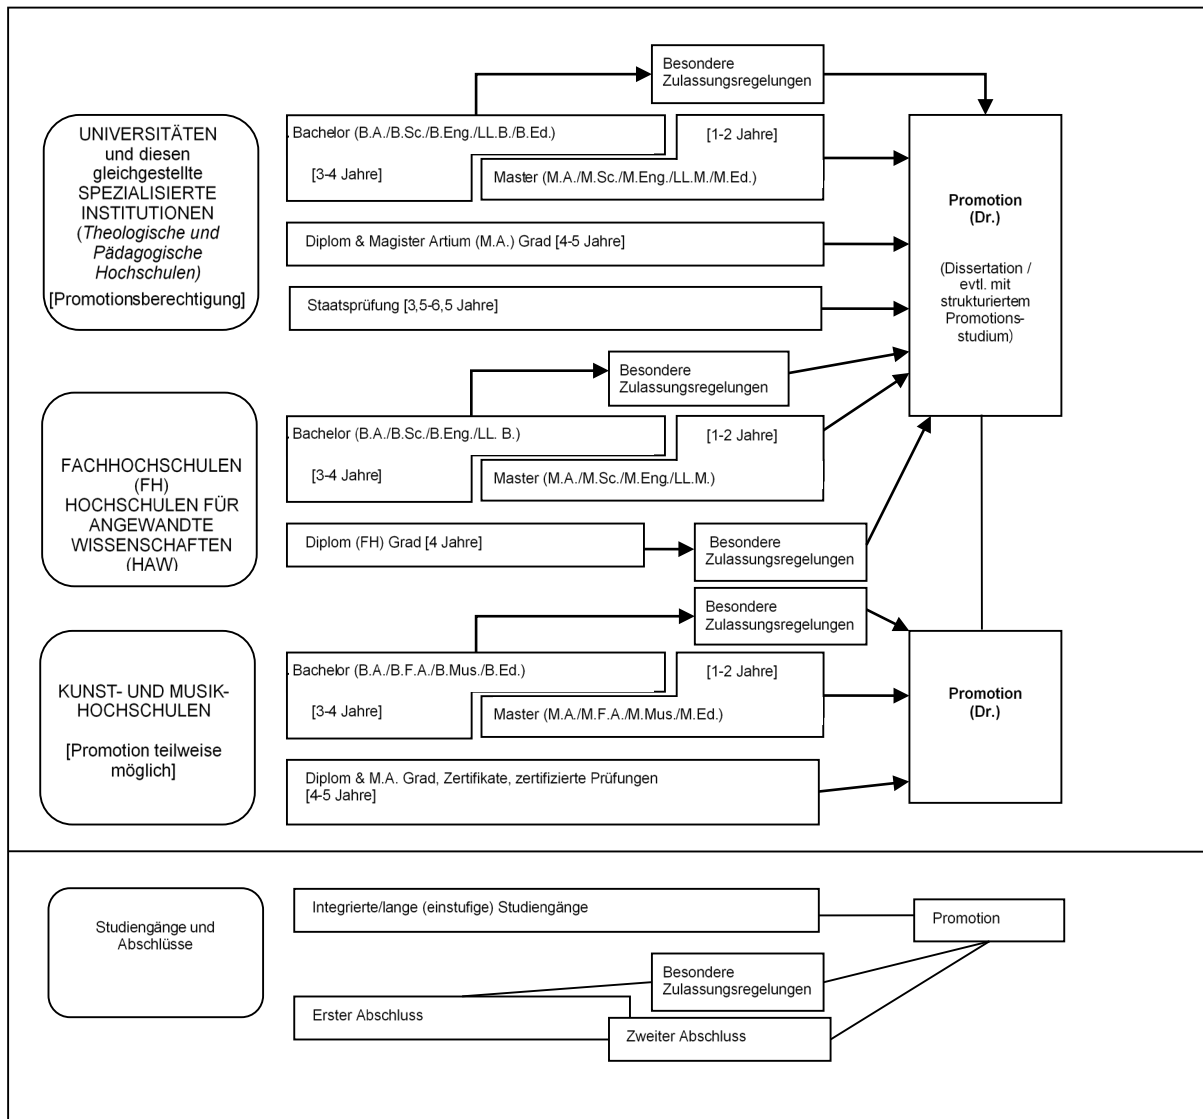 Besondere
Zulassungsregelungen
UNIVERSITÄTEN
und diesen
gleichgestellte
SPEZIALISIERTE
INSTITUTIONEN
(Theologische und
Pädagogische
Hochschulen)
[Promotionsberechtigung]
. Bachelor (B.A./B.Sc./B.Eng./LL.B./B.Ed.)
[3-4 Jahre]
[1-2 Jahre]
Master (M.A./M.Sc./M.Eng./LL.M./M.Ed.)
Diplom & Magister Artium (M.A.) Grad [4-5 Jahre]
Staatsprüfung [3,5-6,5 Jahre]
Promotion
(Dr.)
(Dissertation /
evtl. mit
strukturiertem
Promotions-
studium)
FACHHOCHSCHULEN
(FH)
HOCHSCHULEN FÜR
ANGEWANDTE
WISSENSCHAFTEN
(HAW)
Besondere
Zulassungsregelungen
. Bachelor (B.A./B.Sc./B.Eng./LL. B.)
[3-4 Jahre]
[1-2 Jahre]
Master (M.A./M.Sc./M.Eng./LL.M.)
Diplom (FH) Grad [4 Jahre]
Besondere
Zulassungsregelungen
KUNST- UND MUSIK-
HOCHSCHULEN
[Promotion teilweise
möglich]
Besondere
Zulassungsregelungen
. Bachelor (B.A./B.F.A./B.Mus./B.Ed.)
[3-4 Jahre]
[1-2 Jahre]
Master (M.A./M.F.A./M.Mus./M.Ed.)
Diplom & M.A. Grad, Zertifikate, zertifizierte Prüfungen
[4-5 Jahre]
Promotion
(Dr.)
Studiengänge und
Abschlüsse
Integrierte/lange (einstufige) Studiengänge
Promotion
Besondere
Zulassungsregelungen
Erster Abschluss
Zweiter Abschluss